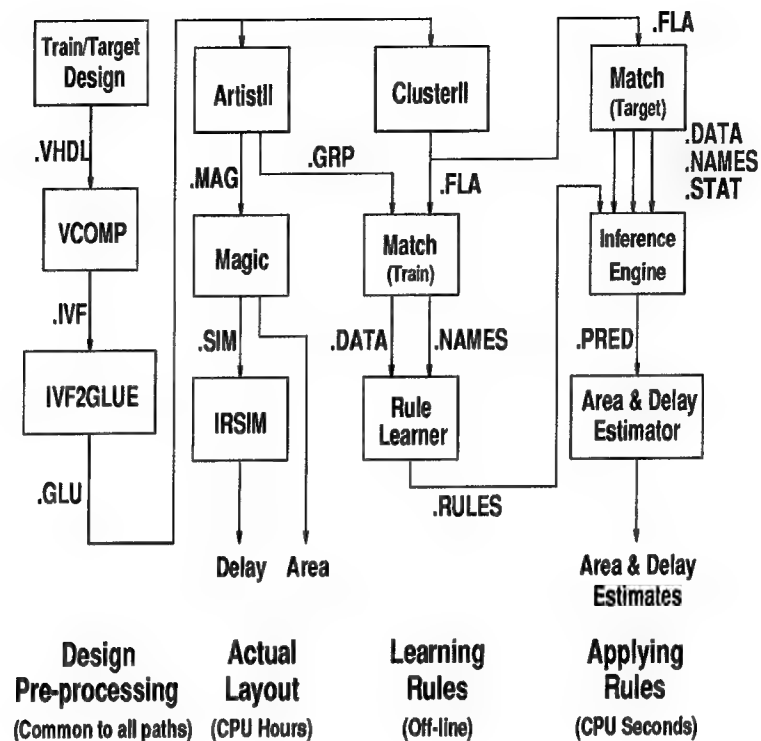 Train/Target
Design
.VHDL
VCOMP
.IVF
IVF2GLUE
.GLU
ArtistII
.MAG
.GRP
Magic
.SIM
IRSIM
Delay
Area
ClusterII
.FLA
Match
(Train)
.DATA
.NAMES
Rule
Learner
.RULES
.FLA
Match
(Target)
.DATA
.NAMES
.STAT
Inference
Engine
.PRED
Area & Delay
Estimator
Area & Delay
Estimates
Design
Pre-processing
(Common to all paths)
Actual
Layout
(CPU Hours)
Learning
Rules
(Off-line)
Applying
Rules
(CPU Seconds)